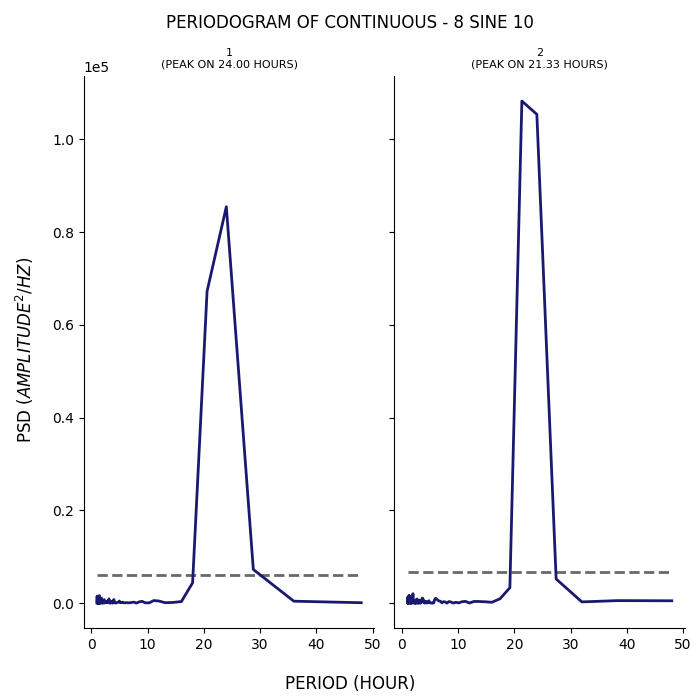 PERIODOGRAM OF CONTINUOUS - 8 SINE 10
1
(PEAK ON 24.00 HOURS)
2
(PEAK ON 21.33 HOURS)
1e5
1.0
0.8
0.6
0.4
0.2
0.0
PSD (AMPLITUDE²/HZ)
0 10 20 30 40 50
0 10 20 30 40 50
PERIOD (HOUR)